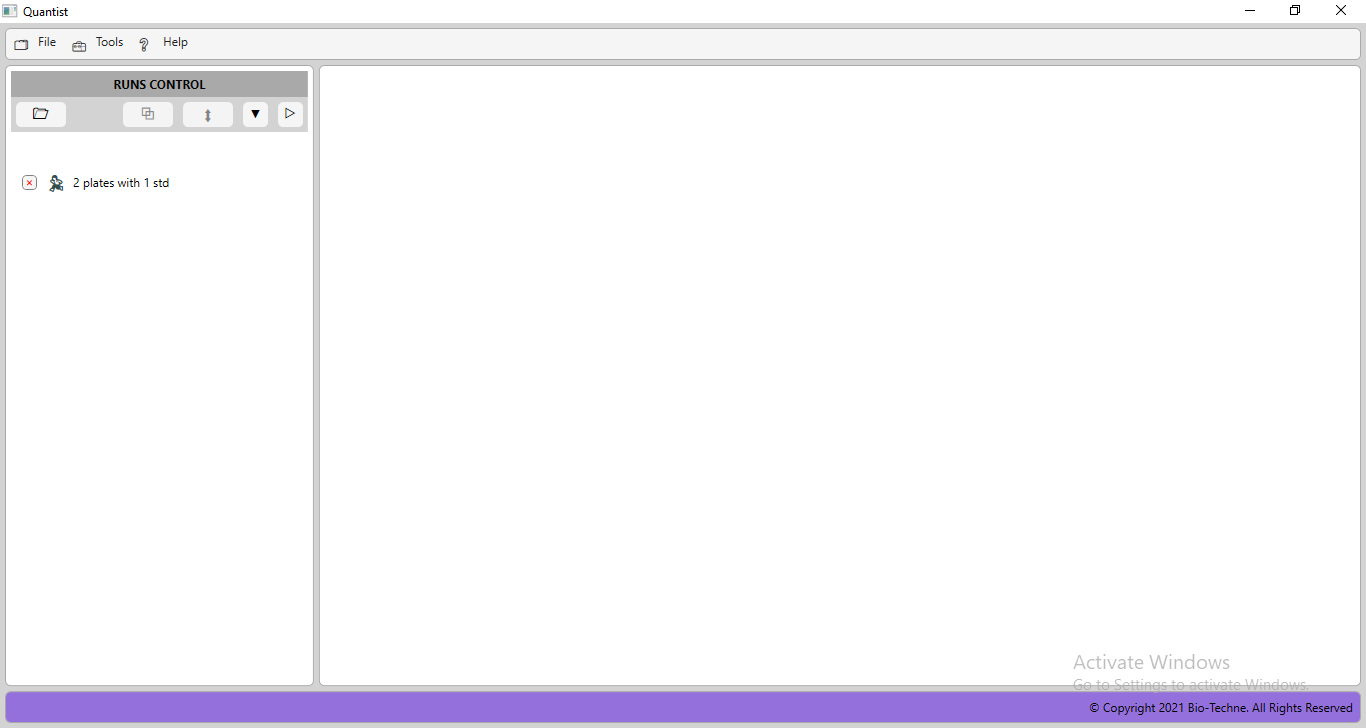 Quantist
File Tools Help
RUNS CONTROL
2 plates with 1 std
Activate Windows
Go to Settings to activate Windows.
© Copyright 2021 Bio-Techne. All Rights Reserved